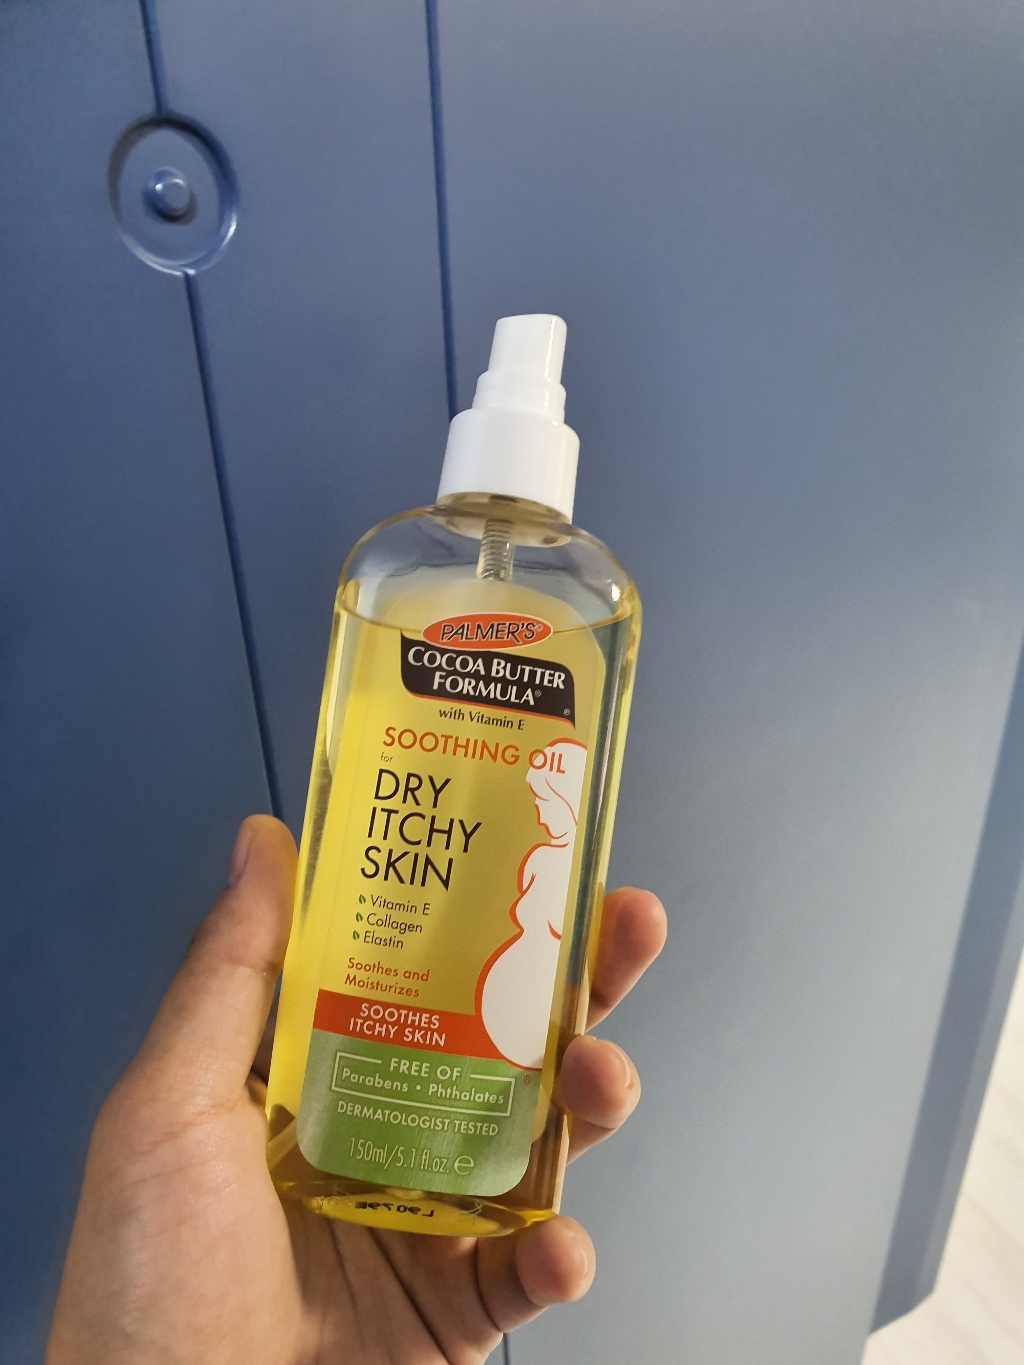 PALMER'S®
COCOA BUTTER
FORMULA®
®
with Vitamin E
SOOTHING OIL
for
DRY
ITCHY
SKIN
Vitamin E
Collagen
Elastin
Soothes and
Moisturizes
SOOTHES
ITCHY SKIN
®
FREE OF
Parabens • Phthalates
DERMATOLOGIST TESTED
150ml/5.1 fl.oz. ℮